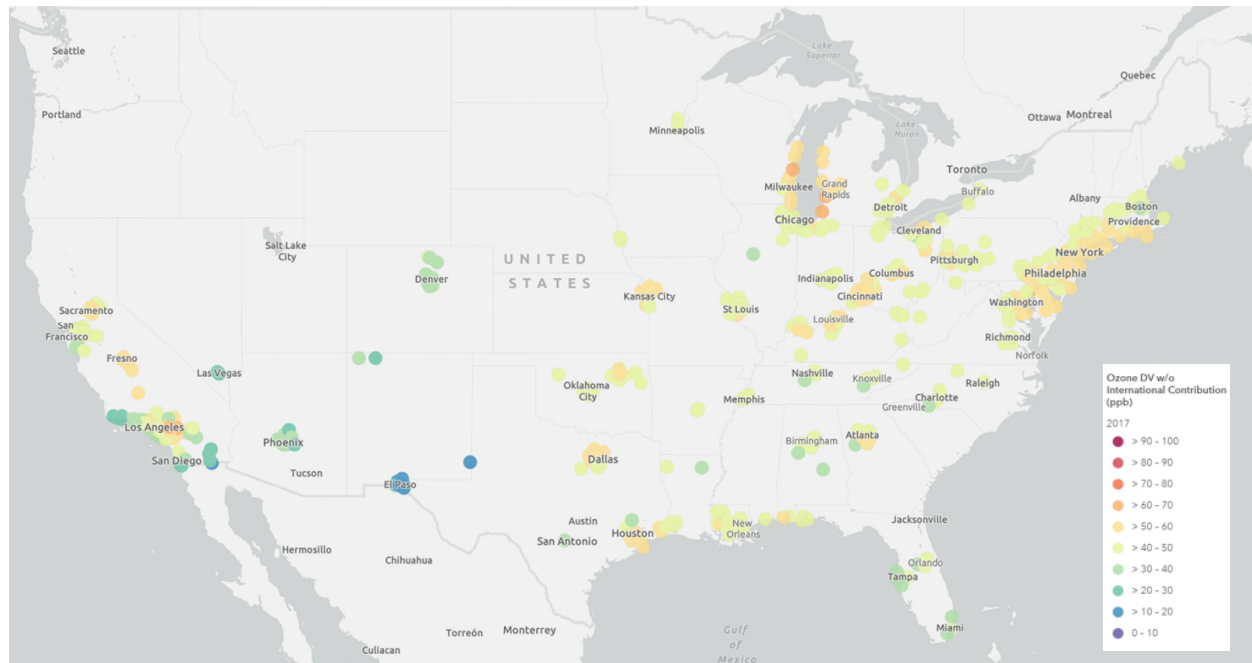 Seattle
Portland
Quebec
Ottawa
Montreal
Lake
Superior
Lake
Huron
Minneapolis
Toronto
Milwaukee
Grand
Rapids
Buffalo
Albany
Boston
Detroit
Providence
Chicago
Cleveland
Salt Lake
City
UNITED
STATES
New York
Pittsburgh
Philadelphia
Denver
Indianapolis
Columbus
Cincinnati
Kansas City
St Louis
Washington
Sacramento
San
Francisco
Louisville
Richmond
Norfolk
Fresno
Las Vegas
Nashville
Knoxville
Raleigh
Oklahoma
City
Memphis
Charlotte
Greenville
Los Angeles
Phoenix
Birmingham
Atlanta
San Diego
Tucson
Dallas
El Paso
Austin
Jacksonville
Houston
New
Orleans
San Antonio
Hermosillo
Chihuahua
Orlando
Tampa
Miami
Torreón
Monterrey
Culiacan
Gulf
of
Mexico
Ozone DV w/o
International Contribution
(ppb)
2017
> 90 - 100
> 80 - 90
> 70 - 80
> 60 - 70
> 50 - 60
> 40 - 50
> 30 - 40
> 20 - 30
> 10 - 20
0 - 10